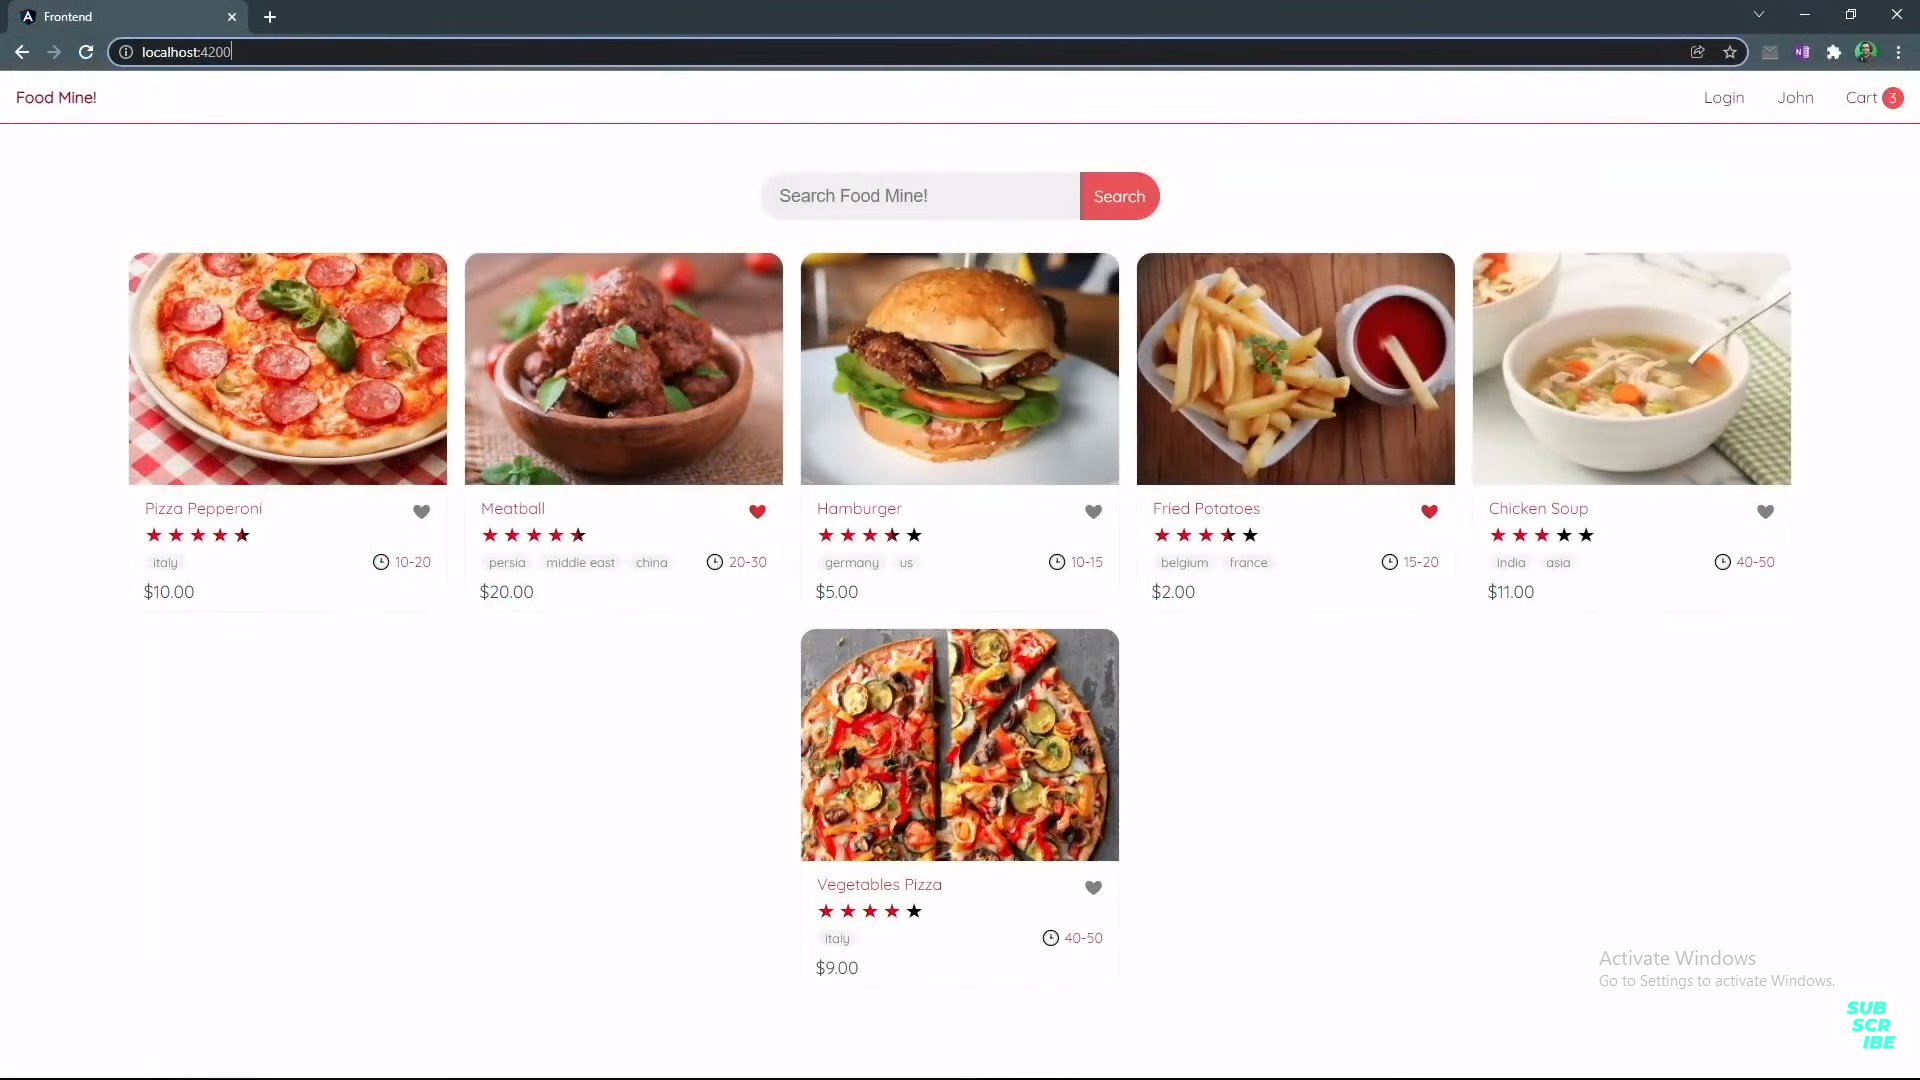 Frontend
localhost:4200
Food Mine!
Login John Cart 3
Search Food Mine! Search
Pizza Pepperoni
italy 10-20
$10.00
Meatball
persia middle east china 20-30
$20.00
Hamburger
germany us 10-15
$5.00
Fried Potatoes
belgium france 15-20
$2.00
Chicken Soup
india asia 40-50
$11.00
Vegetables Pizza
italy 40-50
$9.00
Activate Windows
Go to Settings to activate Windows.
SUB
SCR
IBE